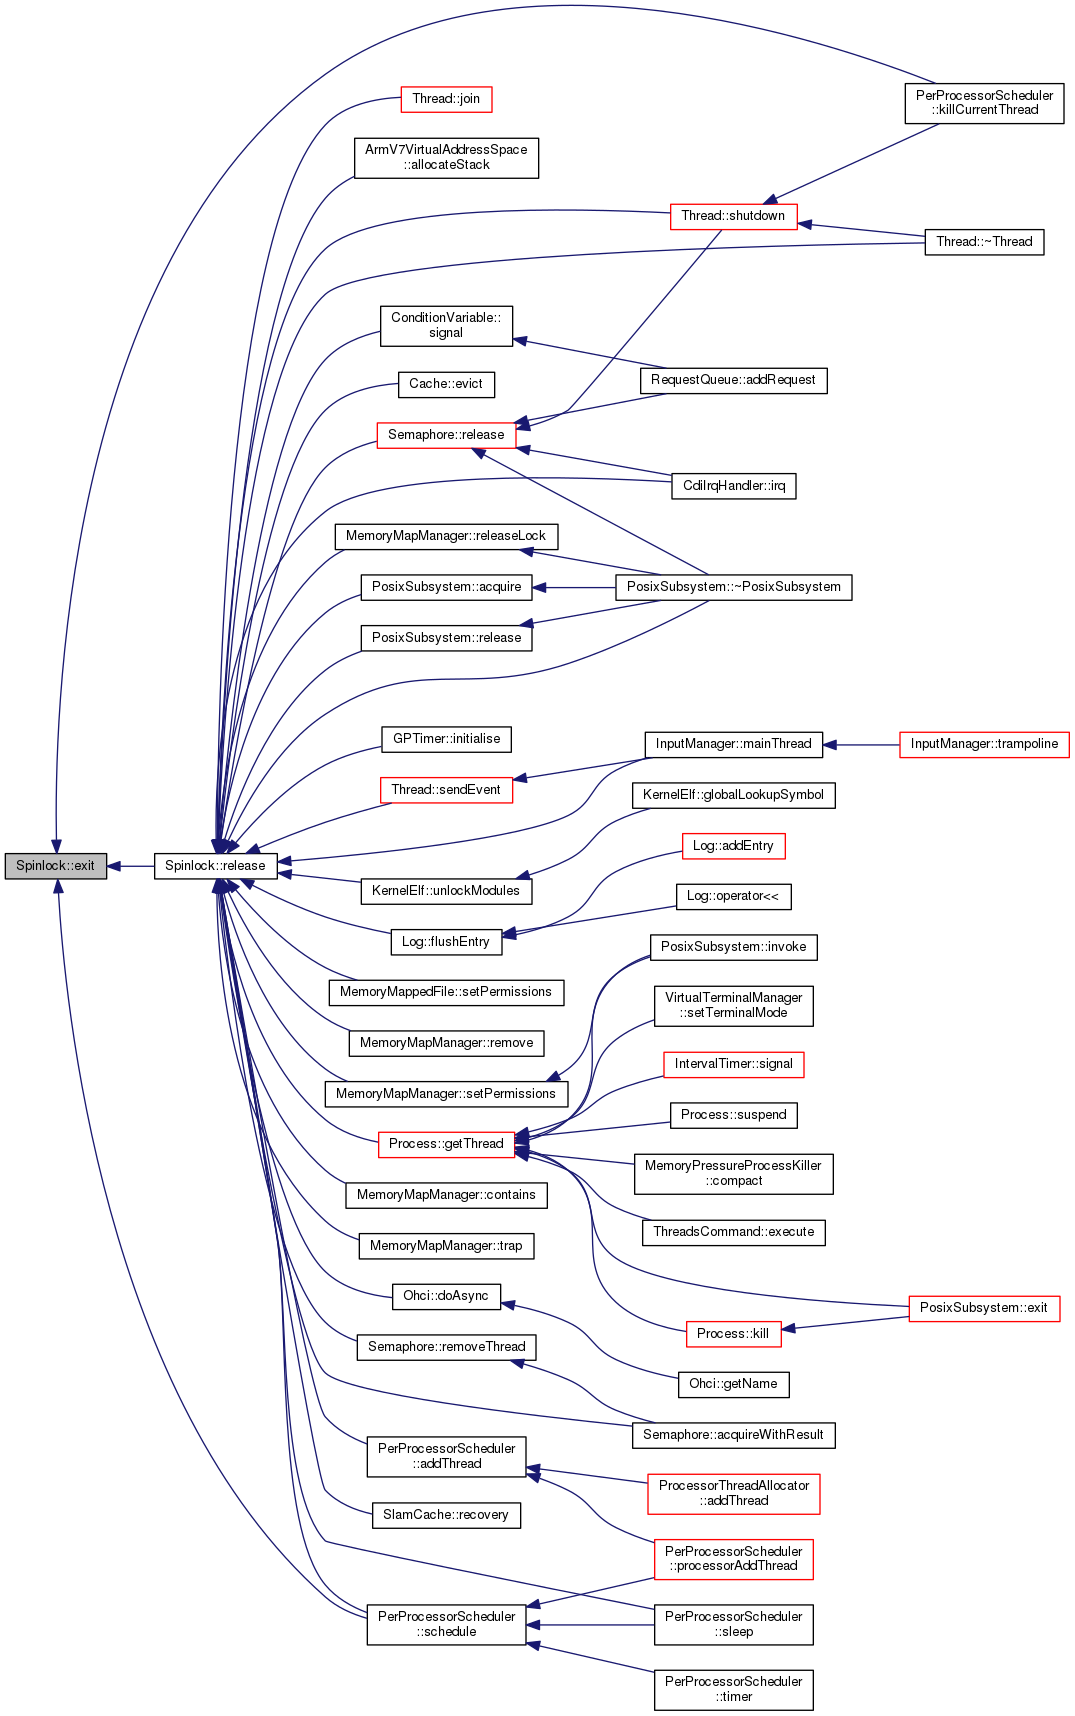 PerProcessorScheduler
::killCurrentThread
Thread::join
ArmV7VirtualAddressSpace
::allocateStack
Thread::shutdown
Thread::~Thread
ConditionVariable::
signal
RequestQueue::addRequest
Cache::evict
Semaphore::release
CdiIrqHandler::irq
MemoryMapManager::releaseLock
PosixSubsystem::acquire
PosixSubsystem::~PosixSubsystem
PosixSubsystem::release
GPTimer::initialise
InputManager::mainThread
InputManager::trampoline
Thread::sendEvent
KernelElf::globalLookupSymbol
Log::addEntry
Spinlock::exit
Spinlock::release
KernelElf::unlockModules
Log::operator<<
Log::flushEntry
PosixSubsystem::invoke
MemoryMappedFile::setPermissions
VirtualTerminalManager
::setTerminalMode
MemoryMapManager::remove
IntervalTimer::signal
MemoryMapManager::setPermissions
Process::suspend
Process::getThread
MemoryPressureProcessKiller
::compact
MemoryMapManager::contains
ThreadsCommand::execute
MemoryMapManager::trap
Ohci::doAsync
PosixSubsystem::exit
Process::kill
Semaphore::removeThread
Ohci::getName
Semaphore::acquireWithResult
PerProcessorScheduler
::addThread
ProcessorThreadAllocator
::addThread
SlamCache::recovery
PerProcessorScheduler
::processorAddThread
PerProcessorScheduler
::schedule
PerProcessorScheduler
::sleep
PerProcessorScheduler
::timer